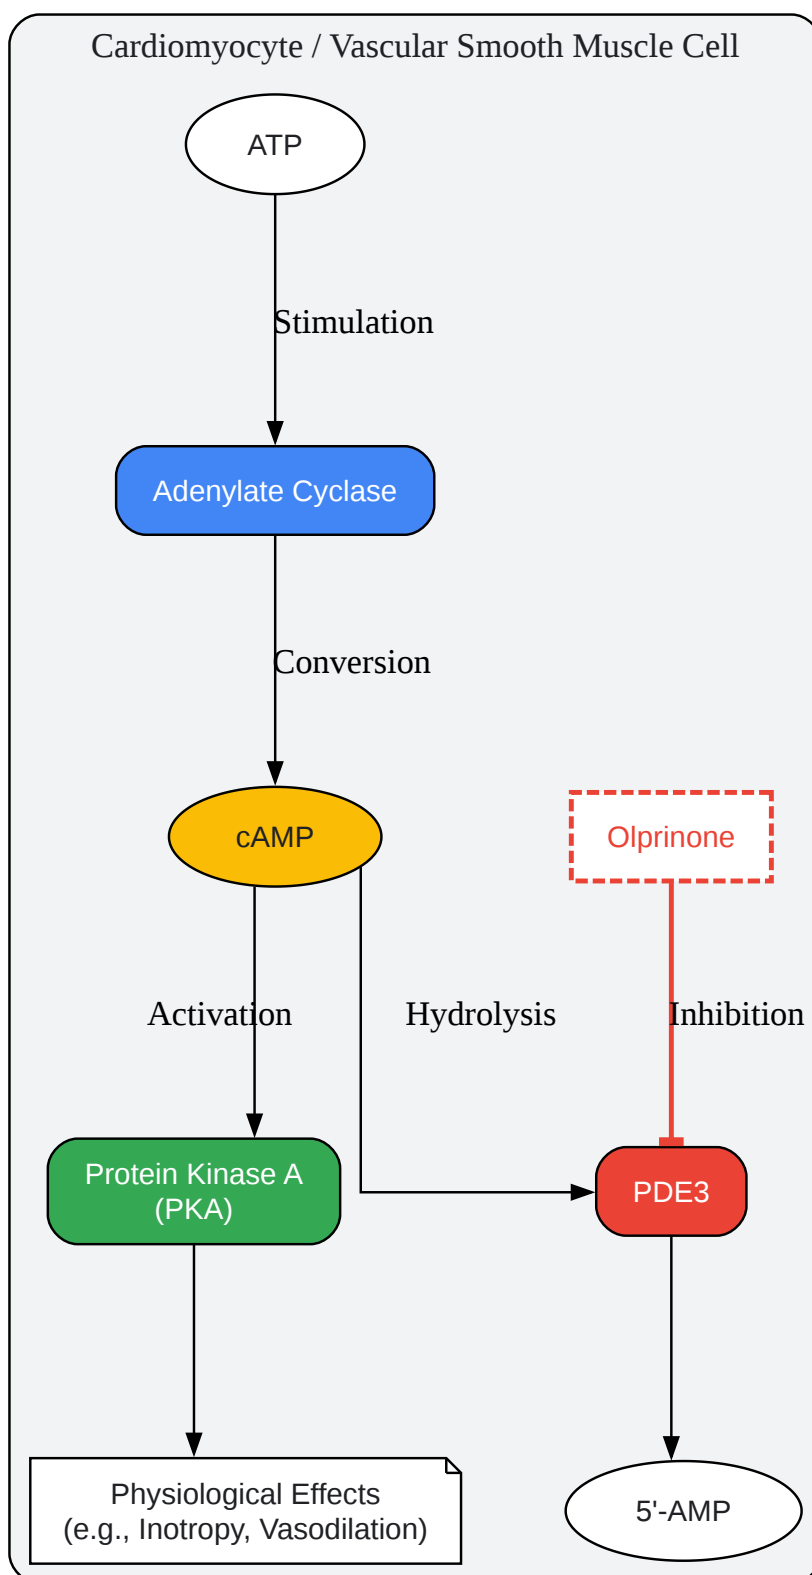 Cardiomyocyte / Vascular Smooth Muscle Cell
ATP
Stimulation
Adenylate Cyclase
Conversion
cAMP
Olprinone
Activation
Hydrolysis
Inhibition
Protein Kinase A
(PKA)
PDE3
Physiological Effects
(e.g., Inotropy, Vasodilation)
5'-AMP